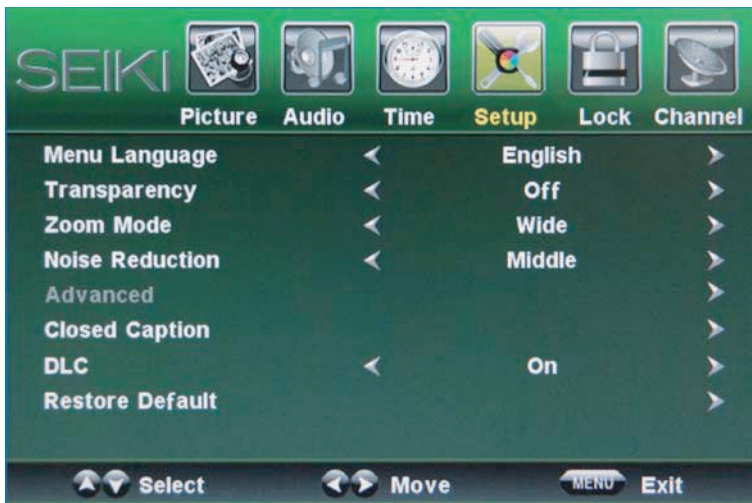 SEIKI
Picture Audio Time Setup Lock Channel
Menu Language English
Transparency Off
Zoom Mode Wide
Noise Reduction Middle
Advanced
Closed Caption
DLC On
Restore Default
Select Move MENU Exit